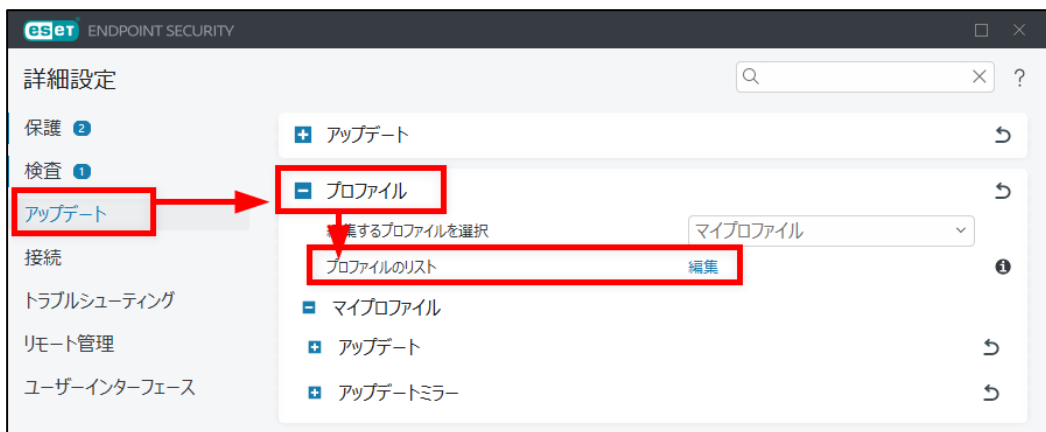 eset ENDPOINT SECURITY
詳細設定
?
保護 2
検査 1
アップデート
接続
トラブルシューティング
リモート管理
ユーザーインターフェース
アップデート
プロファイル
編集するプロファイルを選択 マイプロファイル
プロファイルのリスト 編集
マイプロファイル
アップデート
アップデートミラー